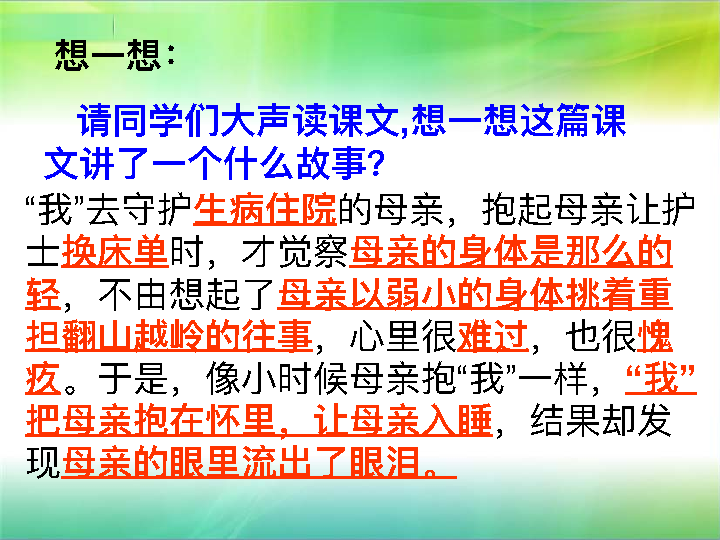 想一想：
请同学们大声读课文,想一想这篇课
文讲了一个什么故事?
“我”去守护生病住院的母亲，抱起母亲让护
士换床单时，才觉察母亲的身体是那么的
轻，不由想起了母亲以弱小的身体挑着重
担翻山越岭的往事，心里很难过，也很愧
疚。于是，像小时候母亲抱“我”一样，“我”
把母亲抱在怀里，让母亲入睡，结果却发
现母亲的眼里流出了眼泪。